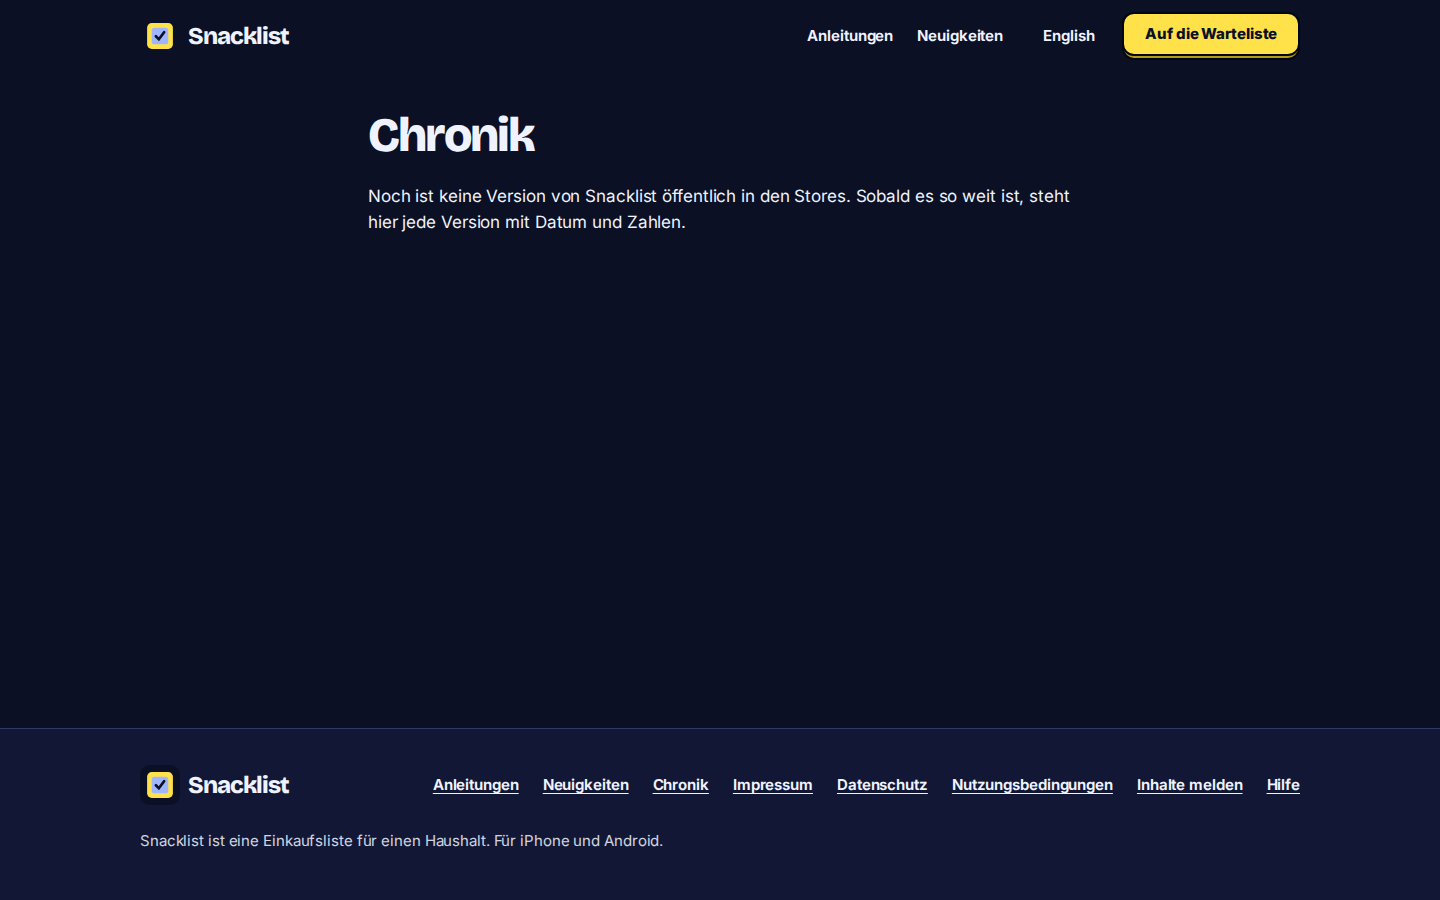 Snacklist
Anleitungen Neuigkeiten English Auf die Warteliste
Chronik
Noch ist keine Version von Snacklist öffentlich in den Stores. Sobald es so weit ist, steht
hier jede Version mit Datum und Zahlen.
Snacklist
Anleitungen Neuigkeiten Chronik Impressum Datenschutz Nutzungsbedingungen Inhalte melden Hilfe
Snacklist ist eine Einkaufsliste für einen Haushalt. Für iPhone und Android.